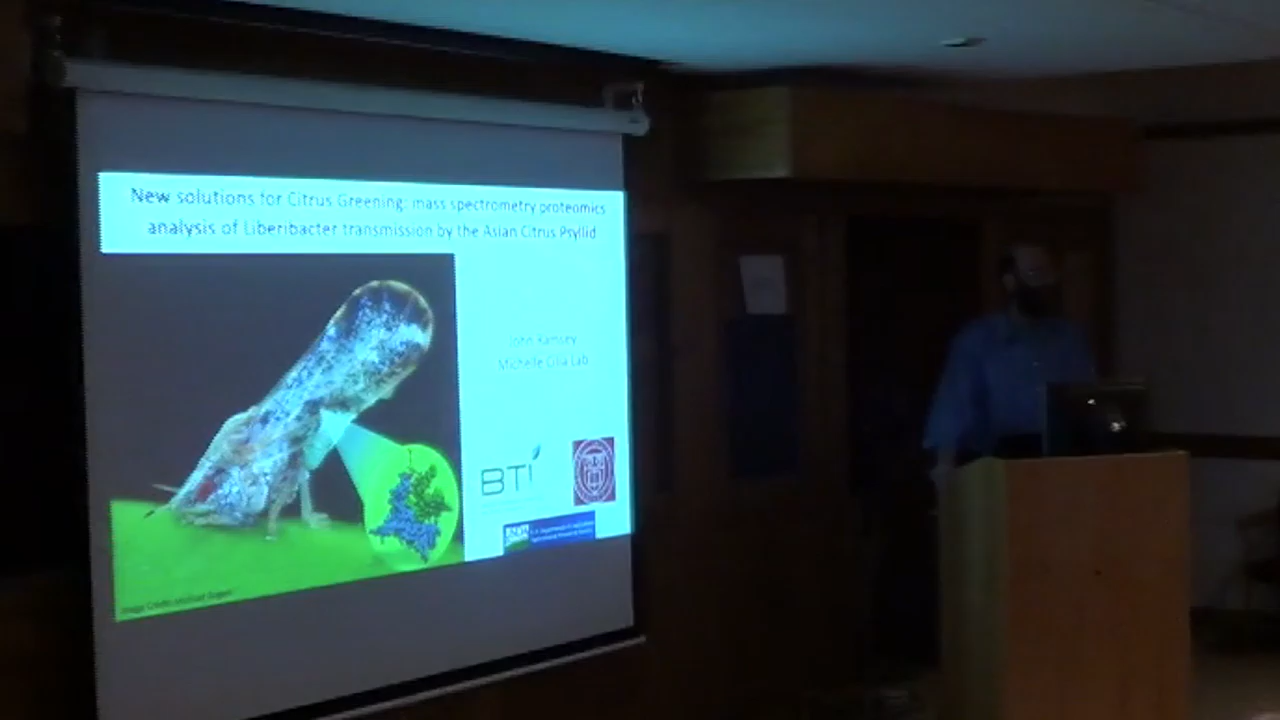 New solutions for Citrus Greening: mass spectrometry proteomics
analysis of Liberibacter transmission by the Asian Citrus Psyllid
John Ramsey
Michelle Cilia Lab
BTI
USDA